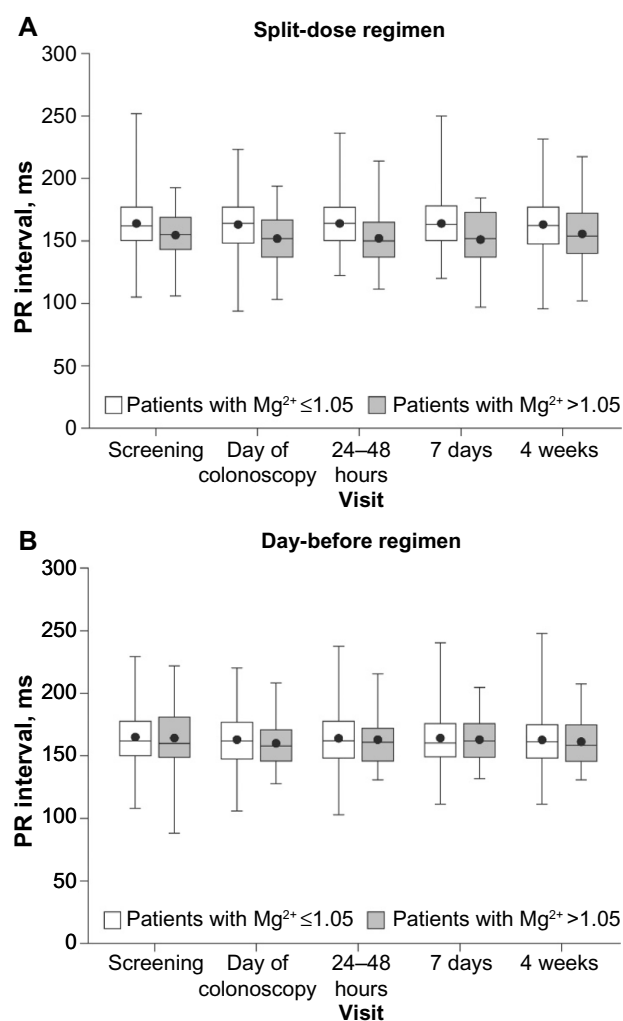 A
Split-dose regimen
PR interval, ms
300
250
200
150
100
50
0
Patients with Mg²⁺ ≤1.05 Patients with Mg²⁺ >1.05
Screening Day of colonoscopy 24–48 hours 7 days 4 weeks
Visit
B
Day-before regimen
PR interval, ms
300
250
200
150
100
50
0
Patients with Mg²⁺ ≤1.05 Patients with Mg²⁺ >1.05
Screening Day of colonoscopy 24–48 hours 7 days 4 weeks
Visit